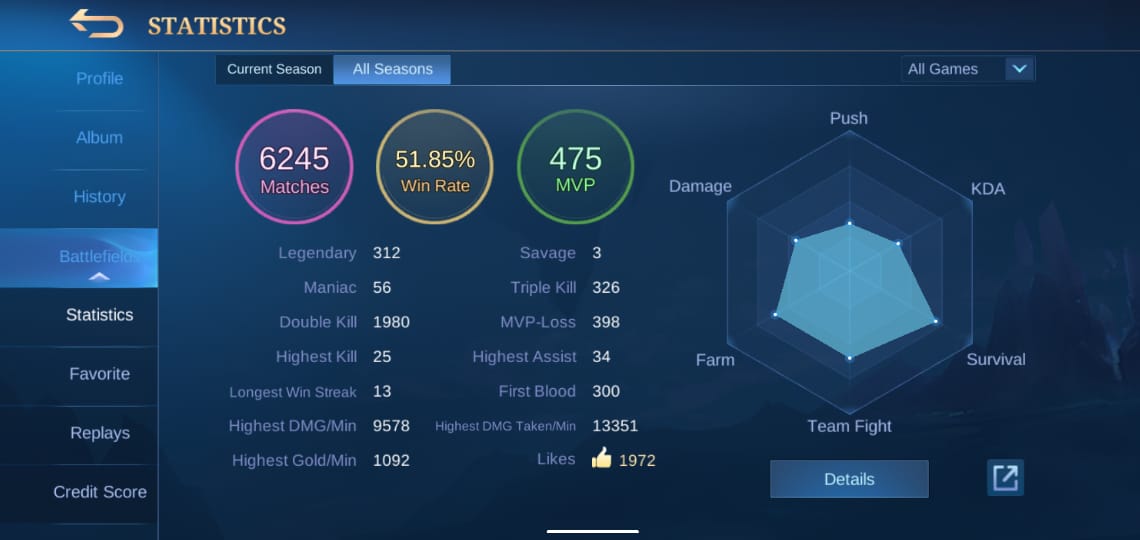 STATISTICS
Profile
Album
History
Battlefields
Statistics
Favorite
Replays
Credit Score
Current Season
All Seasons
All Games
6245
Matches
51.85%
Win Rate
475
MVP
Legendary 312
Savage 3
Maniac 56
Triple Kill 326
Double Kill 1980
MVP-Loss 398
Highest Kill 25
Highest Assist 34
Longest Win Streak 13
First Blood 300
Highest DMG/Min 9578
Highest DMG Taken/Min 13351
Highest Gold/Min 1092
Likes 1972
Push
Damage
KDA
Farm
Survival
Team Fight
Details